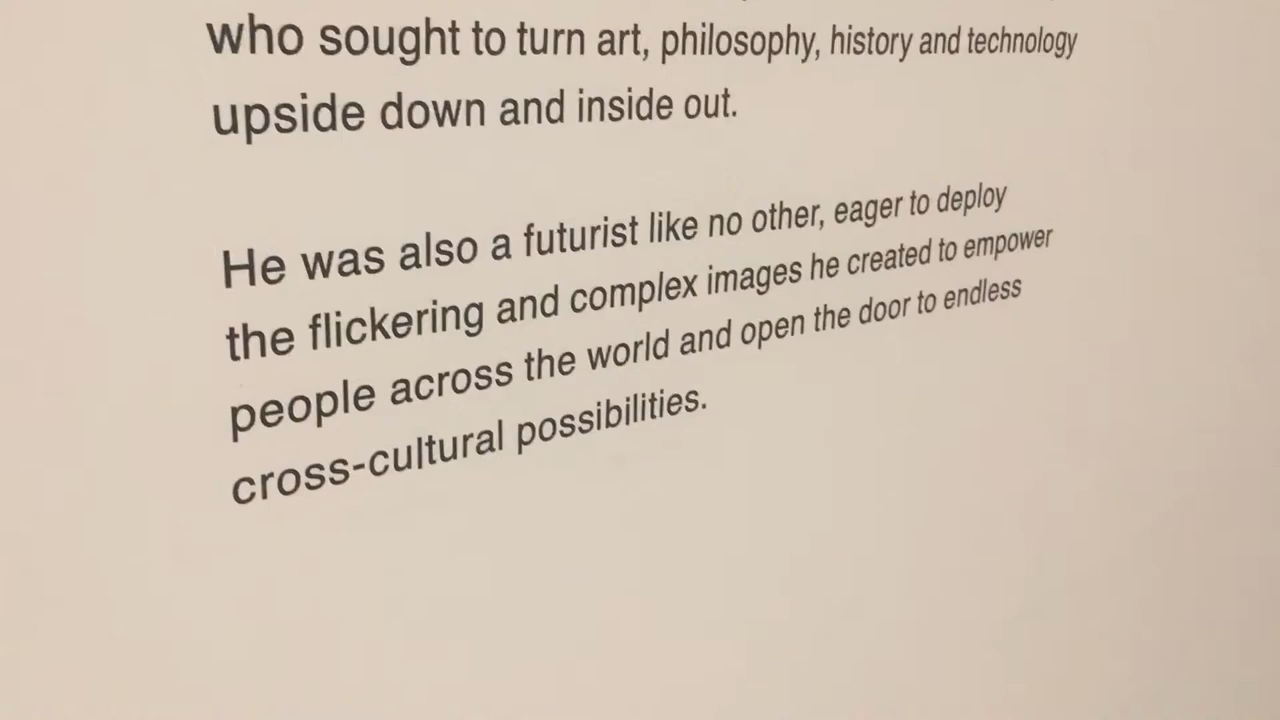 who sought to turn art, philosophy, history and technology
upside down and inside out.
He was also a futurist like no other, eager to deploy
the flickering and complex images he created to empower
people across the world and open the door to endless
cross-cultural possibilities.